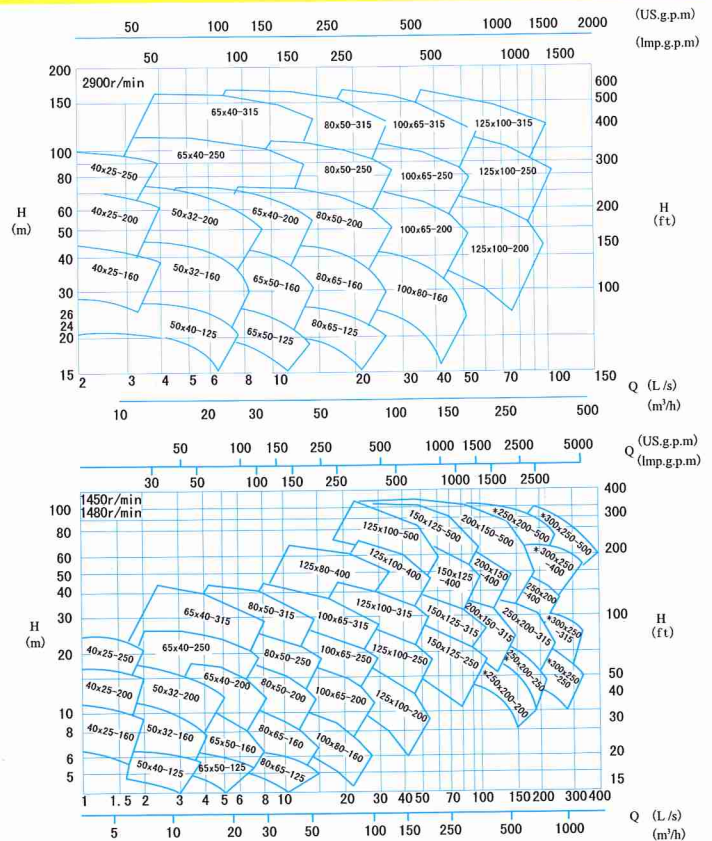 50 100 150 250 500 1000 1500 2000 (US.g.p.m)
50 100 150 250 500 1000 1500 (lmp.g.p.m)
2900r/min
200
150
100
80
60
50
40
30
26
24
20
15
H
(m)
600
500
400
300
200
150
100
H
(ft)
65x40-315
80x50-315
100x65-315
125x100-315
40x25-250
65x40-250
80x50-250
100x65-250
125x100-250
40x25-200
50x32-200
65x40-200
80x50-200
100x65-200
125x100-200
40x25-160
50x32-160
65x50-160
80x65-160
100x80-160
50x40-125
65x50-125
80x65-125
2 3 4 5 6 8 10 20 30 40 50 70 100 150 Q (L/s)
10 20 30 50 100 150 250 500 (m³/h)
50 100 150 250 500 1000 1500 2500 5000 Q (US.g.p.m)
30 50 100 150 250 500 1000 1500 2500 (lmp.g.p.m)
1450r/min
1480r/min
100
80
60
50
40
30
20
10
8
6
5
H
(m)
400
300
200
100
50
40
30
20
15
H
(ft)
125x100-500
150x125-500
200x150-500
*250x200-500
*300x250-500
125x80-400
125x100-400
150x125
-400
200x150
-400
250x200
-400
*300x250
-400
65x40-315
80x50-315
100x65-315
125x100-315
150x125-315
200x150-315
250x200-315
*300x250
-315
40x25-250
65x40-250
80x50-250
100x65-250
125x100-250
150x125-250
*250x200-250
*300x250
-250
40x25-200
50x32-200
65x40-200
80x50-200
100x65-200
125x100-200
*250x200-200
40x25-160
50x32-160
65x50-160
80x65-160
100x80-160
50x40-125
65x50-125
80x65-125
1 1.5 2 3 4 5 6 8 10 20 30 40 50 70 100 150 200 300 400 Q (L/s)
5 10 20 30 50 100 150 250 500 1000 (m³/h)